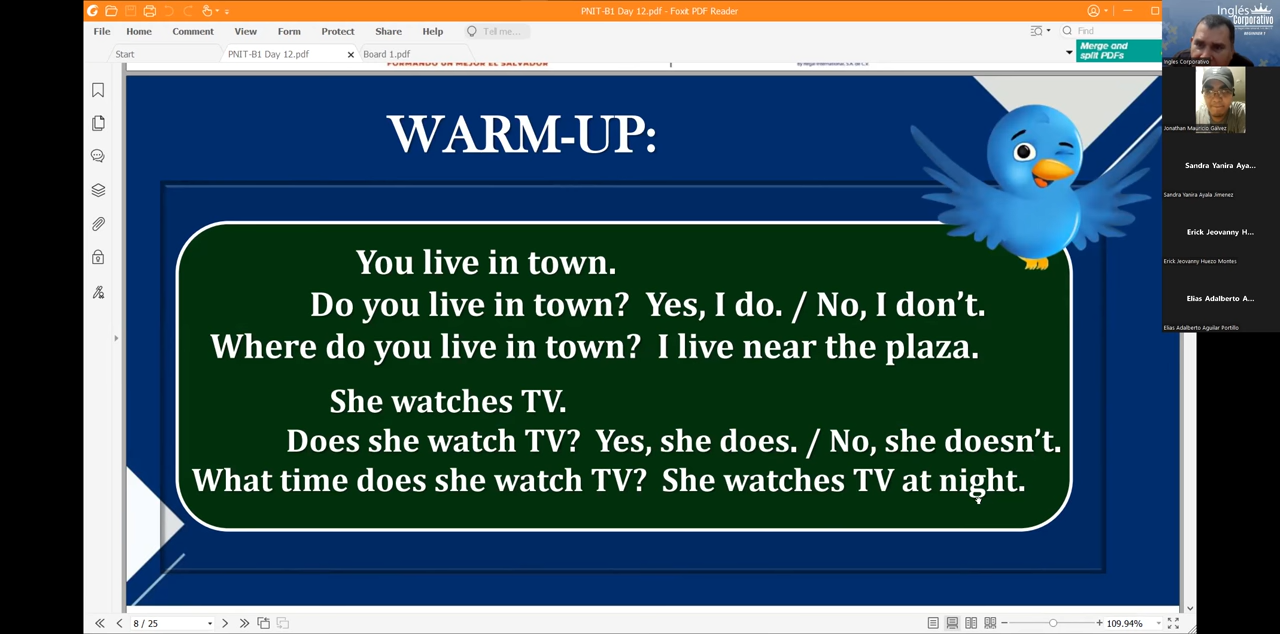 PNIT-B1 Day 12.pdf - Foxit PDF Reader
File Home Comment View Form Protect Share Help Tell me... Find
Start PNIT-B1 Day 12.pdf Board 1.pdf
Merge and
split PDFs
FORMANDO UN MEJOR EL SALVADOR
WARM-UP:
You live in town.
Do you live in town? Yes, I do. / No, I don't.
Where do you live in town? I live near the plaza.
She watches TV.
Does she watch TV? Yes, she does. / No, she doesn't.
What time does she watch TV? She watches TV at night.
8 / 25
109.94%
Inglés
Corporativo
BEGINNER 1
Ingles Corporativo
Jonathan Mauricio Gálvez
Sandra Yanira Aya...
Sandra Yanira Ayala Jimenez
Erick Jeovanny H...
Erick Jeovanny Huezo Montes
Elias Adalberto A...
Elias Adalberto Aguilar Portillo